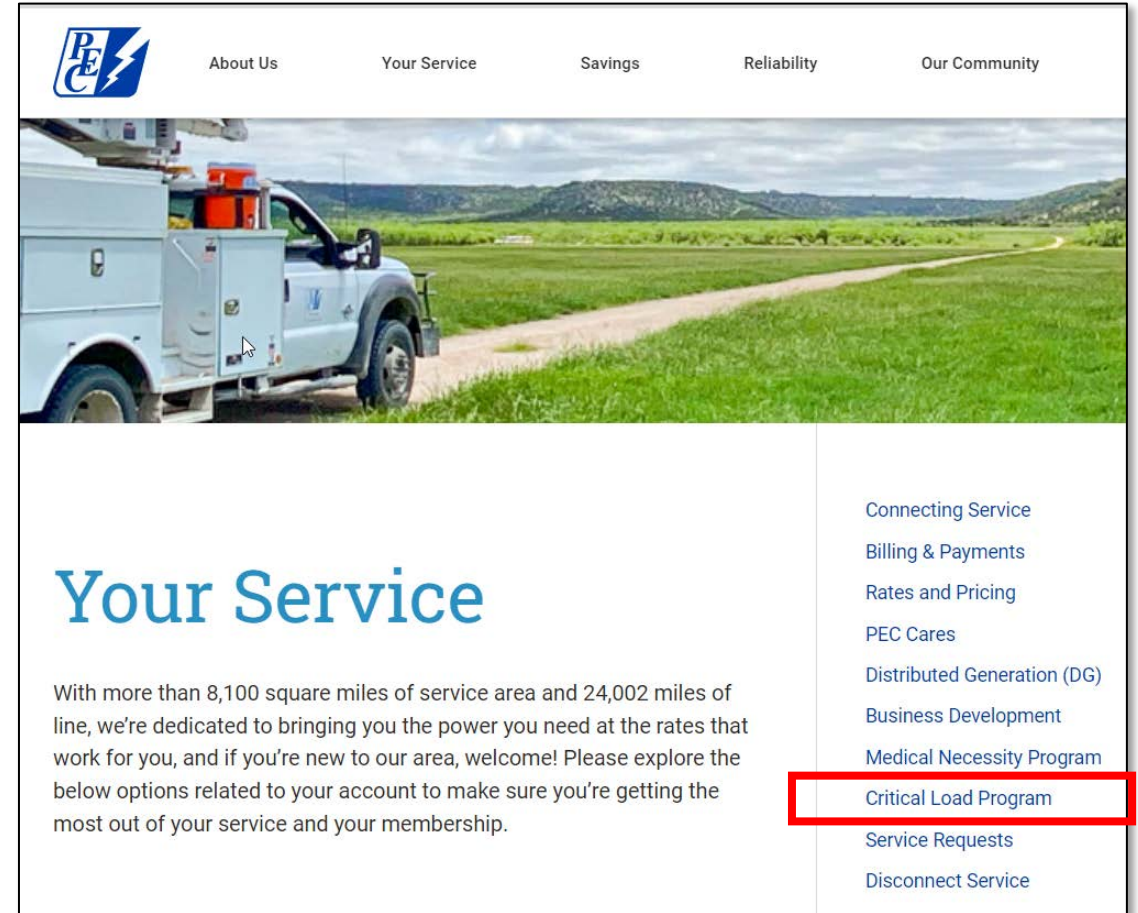 PEC
About Us
Your Service
Savings
Reliability
Our Community
Your Service
With more than 8,100 square miles of service area and 24,002 miles of
line, we’re dedicated to bringing you the power you need at the rates that
work for you, and if you’re new to our area, welcome! Please explore the
below options related to your account to make sure you’re getting the
most out of your service and your membership.
Connecting Service
Billing & Payments
Rates and Pricing
PEC Cares
Distributed Generation (DG)
Business Development
Medical Necessity Program
Critical Load Program
Service Requests
Disconnect Service